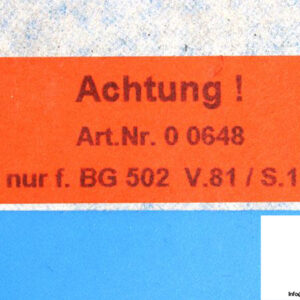 Achtung !
Art.Nr. 0 0648
nur f. BG 502 V.81 / S.1